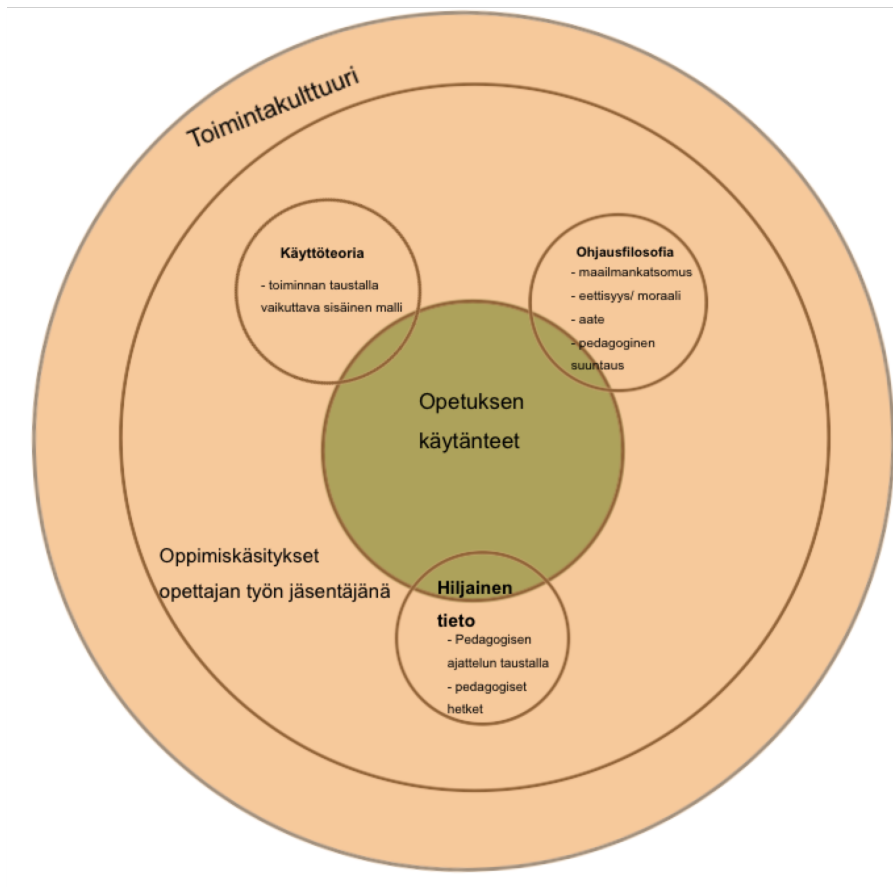 Toimintakulttuuri
Käyttöteoria
- toiminnan taustalla
vaikuttava sisäinen malli
Ohjausfilosofia
- maailmankatsomus
- eettisyys/ moraali
- aate
- pedagoginen
suuntaus
Opetuksen
käytänteet
Oppimiskäsitykset
opettajan työn jäsentäjänä
Hiljainen
tieto
- Pedagogisen
ajattelun taustalla
- pedagogiset
hetket